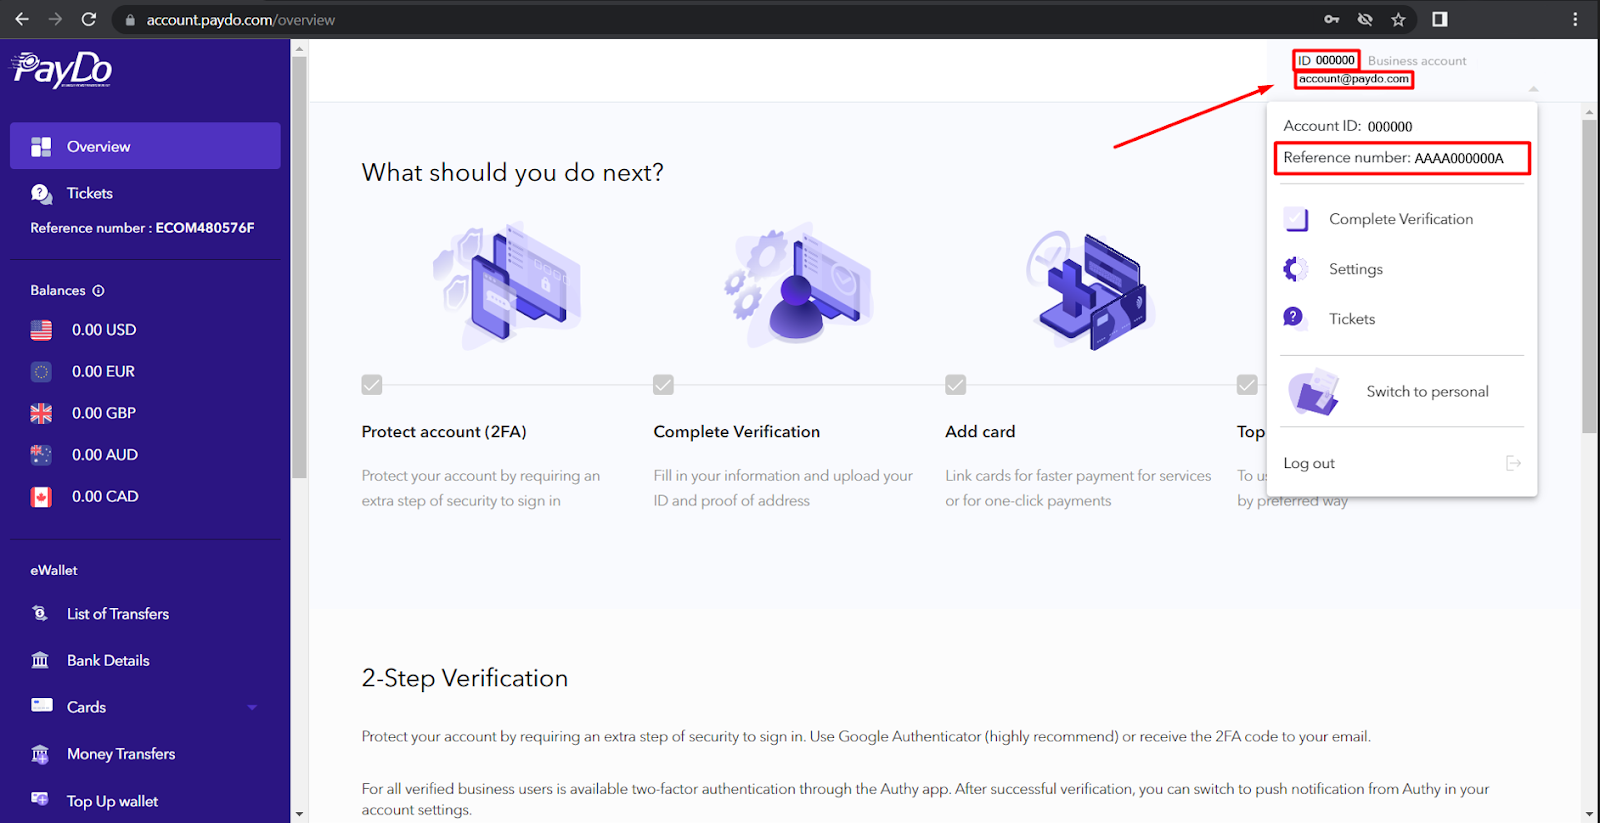 account.paydo.com/overview
PayDo
ID 000000 Business account
account@paydo.com
Overview
Tickets
Reference number : ECOM480576F
Balances
0.00 USD
0.00 EUR
0.00 GBP
0.00 AUD
0.00 CAD
eWallet
List of Transfers
Bank Details
Cards
Money Transfers
Top Up wallet
What should you do next?
Protect account (2FA)
Protect your account by requiring an
extra step of security to sign in
Complete Verification
Fill in your information and upload your
ID and proof of address
Add card
Link cards for faster payment for services
or for one-click payments
Top
To us
by preferred way
Account ID: 000000
Reference number: AAAA000000A
Complete Verification
Settings
Tickets
Switch to personal
Log out
2-Step Verification
Protect your account by requiring an extra step of security to sign in. Use Google Authenticator (highly recommend) or receive the 2FA code to your email.
For all verified business users is available two-factor authentication through the Authy app. After successful verification, you can switch to push notification from Authy in your
account settings.